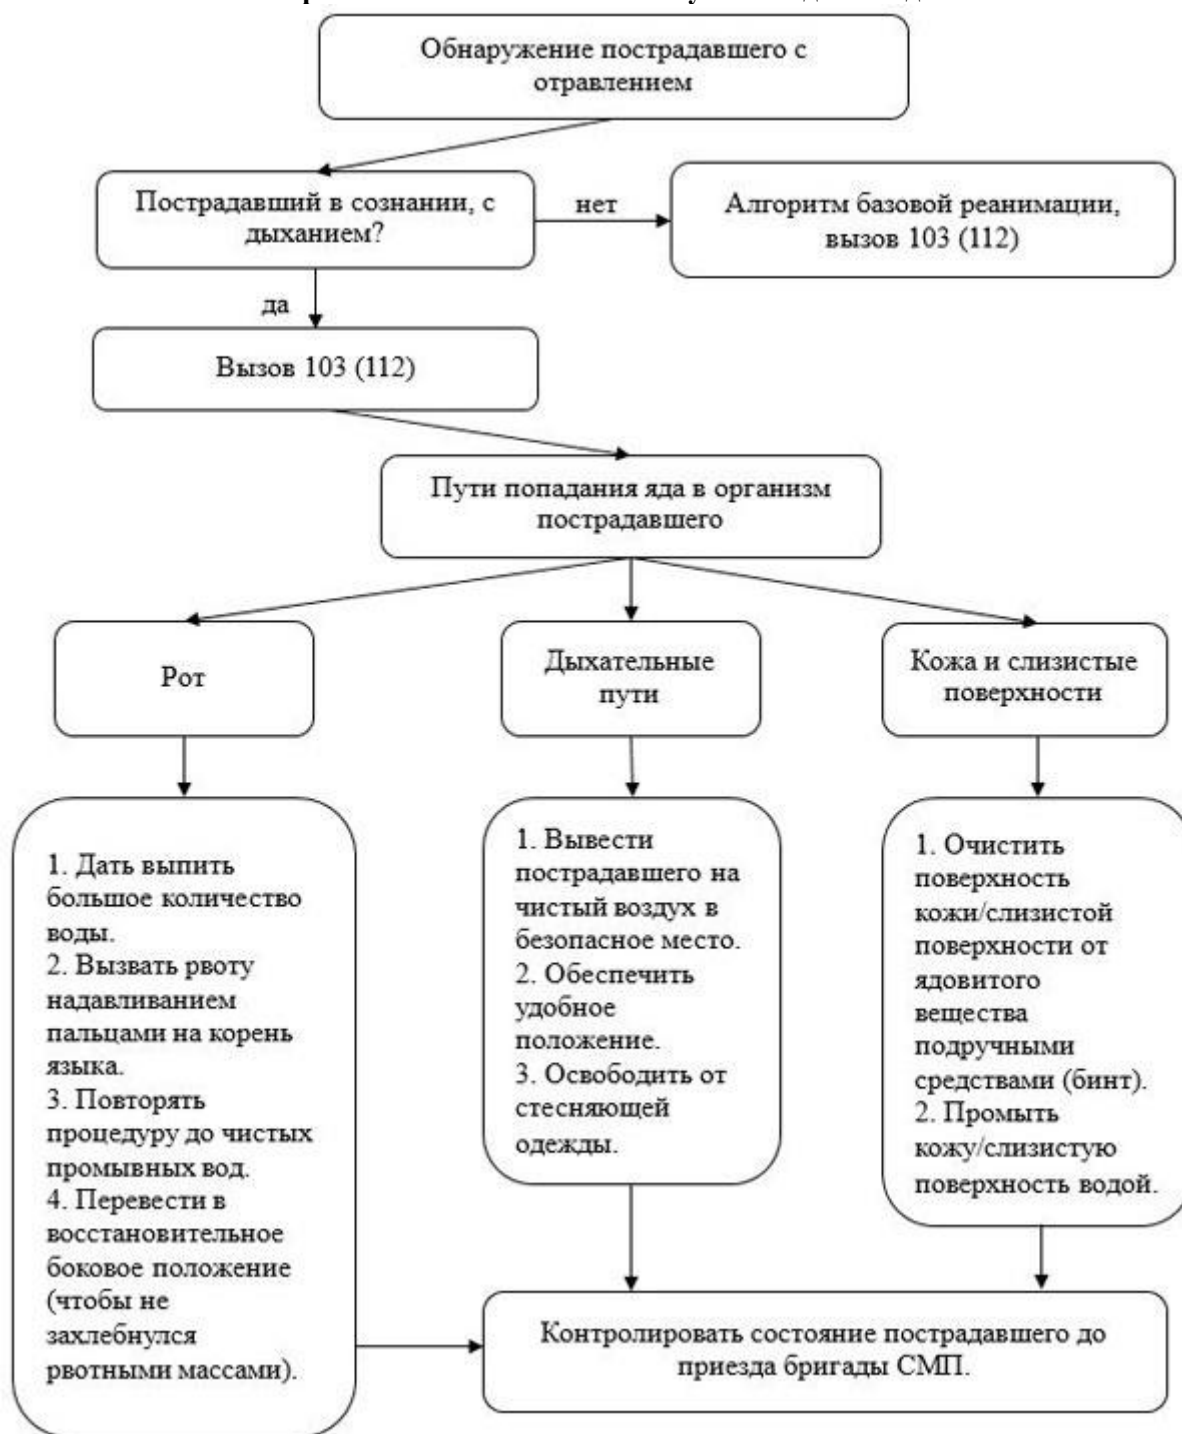 Обнаружение пострадавшего с
отравлением
Пострадавший в сознании, с
дыханием?
нет
Алгоритм базовой реанимации,
вызов 103 (112)
да
Вызов 103 (112)
Пути попадания яда в организм
пострадавшего
Рот
Дыхательные
пути
Кожа и слизистые
поверхности
1. Дать выпить
большое количество
воды.
2. Вызвать рвоту
надавливанием
пальцами на корень
языка.
3. Повторять
процедуру до чистых
промывных вод.
4. Перевести в
восстановительное
боковое положение
(чтобы не
захлебнулся
рвотными массами).
1. Вывести
пострадавшего на
чистый воздух в
безопасное место.
2. Обеспечить
удобное
положение.
3. Освободить от
стесняющей
одежды.
1. Очистить
поверхность
кожи/слизистой
поверхности от
ядовитого
вещества
подручными
средствами (бинт).
2. Промыть
кожу/слизистую
поверхность водой.
Контролировать состояние пострадавшего до
приезда бригады СМП.